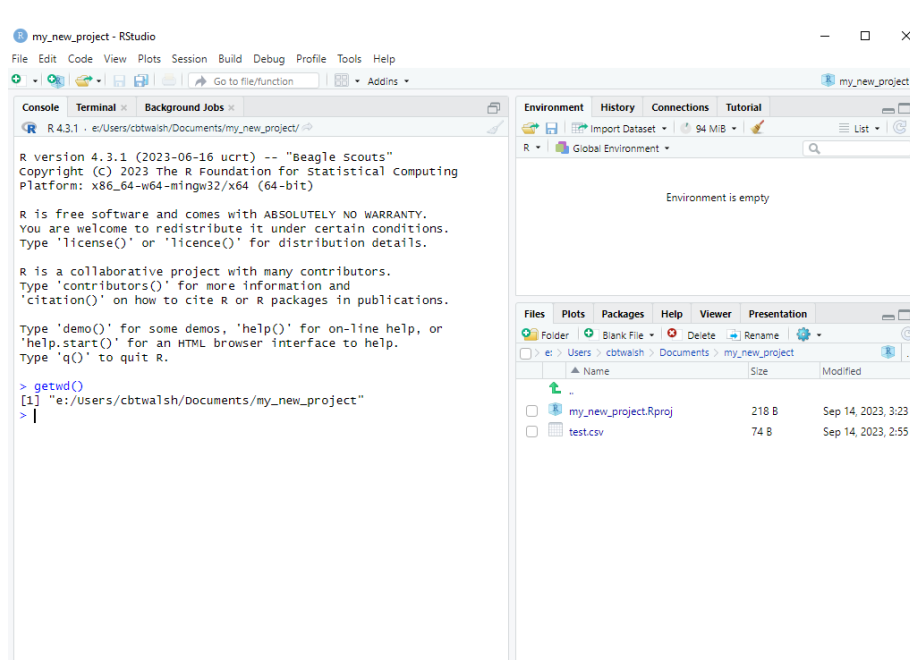 my_new_project - RStudio
File Edit Code View Plots Session Build Debug Profile Tools Help
Go to file/function Addins my_new_project
Console Terminal Background Jobs
R 4.3.1 · e:/Users/cbtwalsh/Documents/my_new_project/
R version 4.3.1 (2023-06-16 ucrt) -- "Beagle Scouts"
Copyright (C) 2023 The R Foundation for Statistical Computing
Platform: x86_64-w64-mingw32/x64 (64-bit)
R is free software and comes with ABSOLUTELY NO WARRANTY.
You are welcome to redistribute it under certain conditions.
Type 'license()' or 'licence()' for distribution details.
R is a collaborative project with many contributors.
Type 'contributors()' for more information and
'citation()' on how to cite R or R packages in publications.
Type 'demo()' for some demos, 'help()' for on-line help, or
'help.start()' for an HTML browser interface to help.
Type 'q()' to quit R.
> getwd()
[1] "e:/Users/cbtwalsh/Documents/my_new_project"
>
Environment History Connections Tutorial
Import Dataset 94 MiB List
R Global Environment
Environment is empty
Files Plots Packages Help Viewer Presentation
Folder Blank File Delete Rename
e: > Users > cbtwalsh > Documents > my_new_project
Name Size Modified
..
my_new_project.Rproj 218 B Sep 14, 2023, 3:23
test.csv 74 B Sep 14, 2023, 2:55